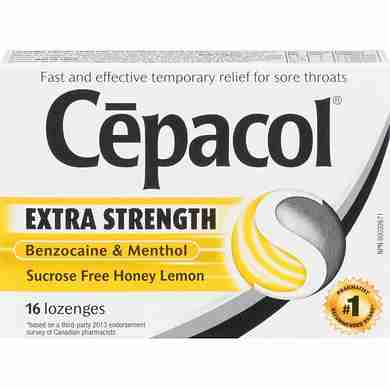 Fast and effective temporary relief for sore throats
Cēpacol®
EXTRA STRENGTH
Benzocaine & Menthol
Sucrose Free Honey Lemon
16 lozenges
*based on a third-party 2013 endorsement
survey of Canadian pharmacists
PHARMACIST
#1